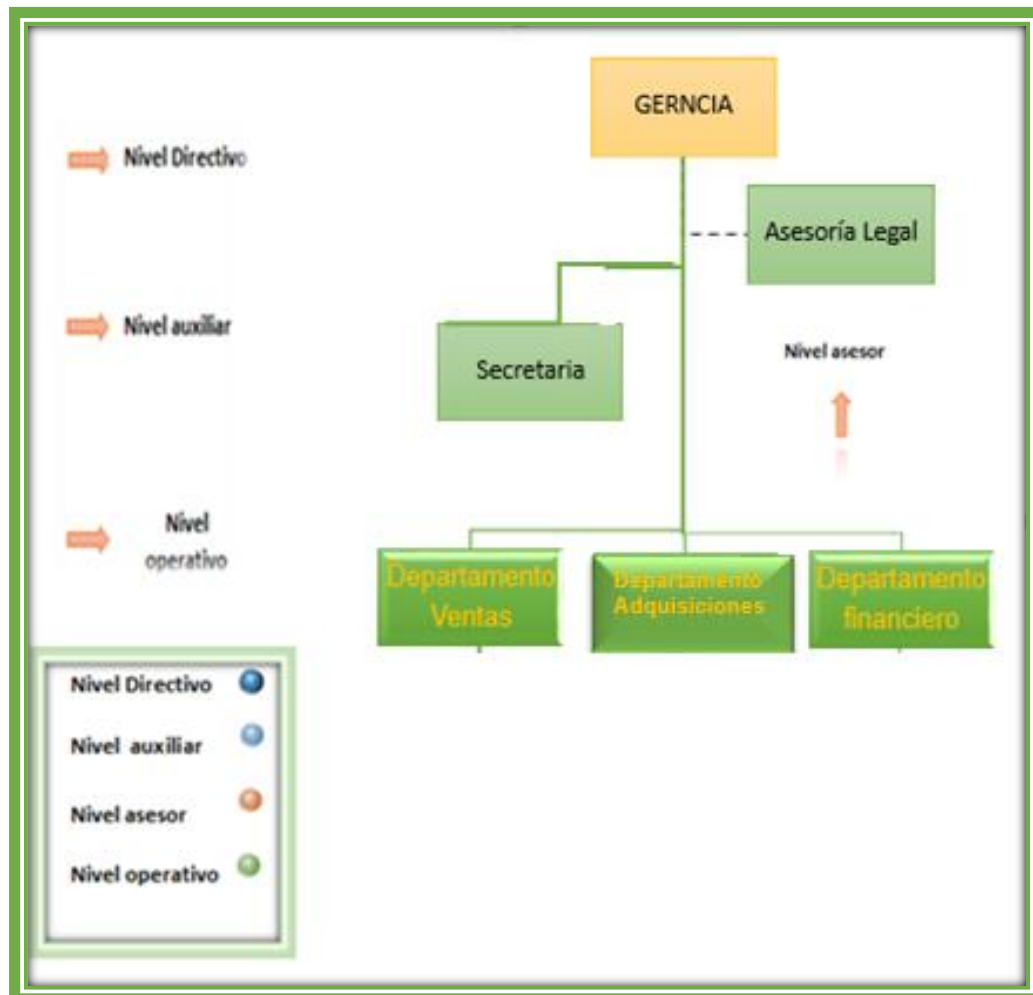 GERNCIA
Nivel Directivo
Asesoría Legal
Nivel auxiliar
Nivel asesor
Secretaria
Nivel
operativo
Departamento
Ventas
Departamento
Adquisiciones
Departamento
financiero
Nivel Directivo
Nivel auxiliar
Nivel asesor
Nivel operativo